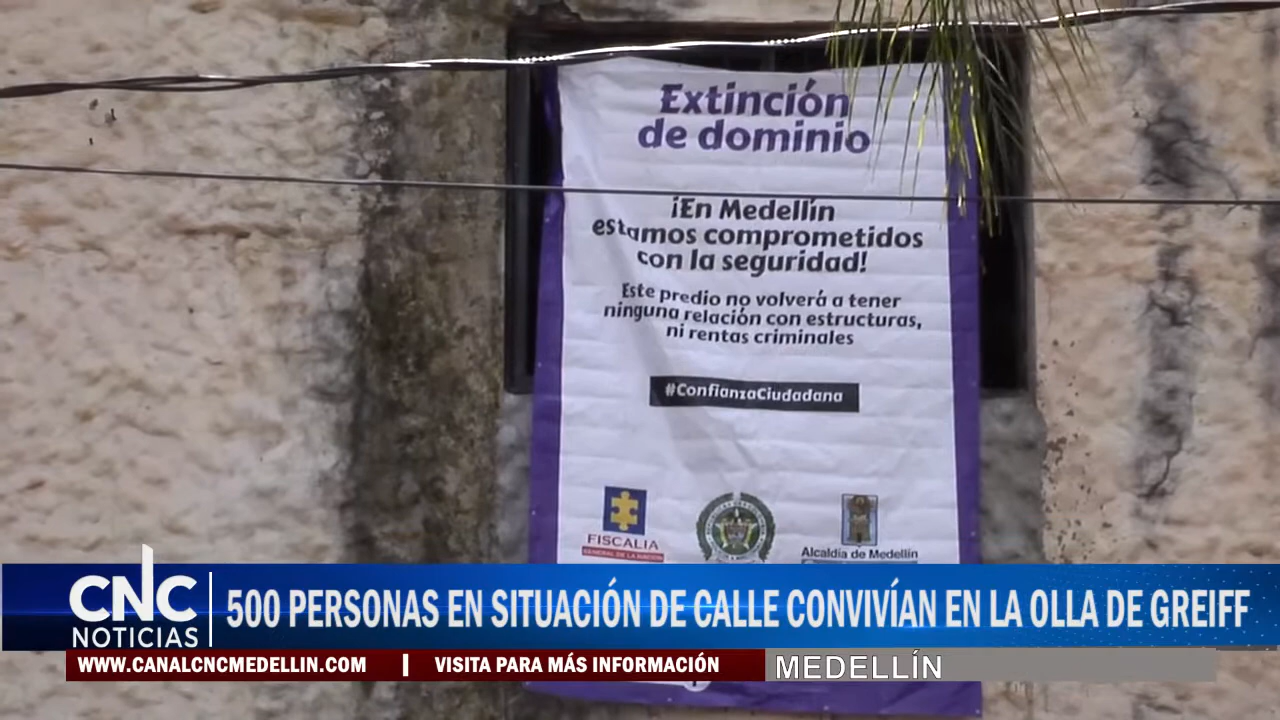 Extinción
de dominio
¡En Medellín
estamos comprometidos
con la seguridad!
Este predio no volverá a tener
ninguna relación con estructuras,
ni rentas criminales
#ConfianzaCiudadana
FISCALIA
GENERAL DE LA NACION
Alcaldía de Medellín
CNC
NOTICIAS
500 PERSONAS EN SITUACIÓN DE CALLE CONVIVÍAN EN LA OLLA DE GREIFF
WWW.CANALCNCMEDELLIN.COM | VISITA PARA MÁS INFORMACIÓN
MEDELLÍN